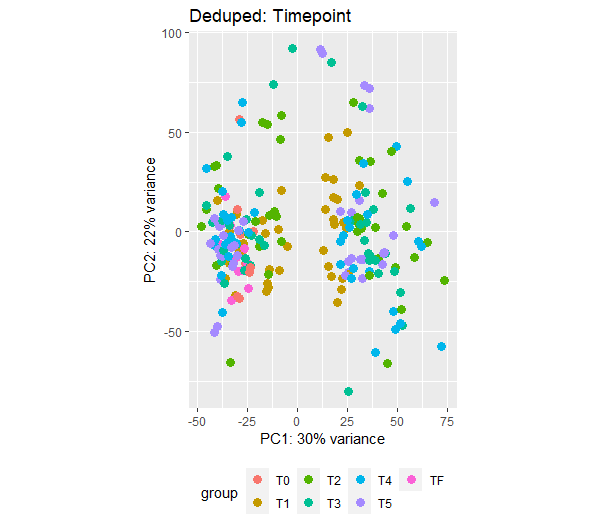 Deduped: Timepoint
100
50
0
-50
PC2: 22% variance
-50 -25 0 25 50 75
PC1: 30% variance
group
T0 T2 T4 TF
T1 T3 T5